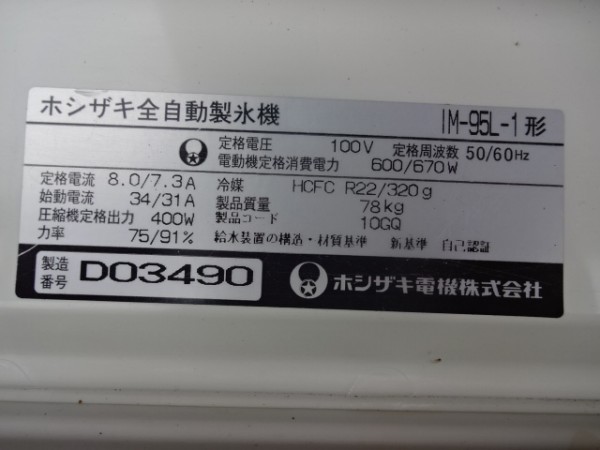 ホシザキ全自動製氷機 IM-95L-1形
定格電圧 100V 定格周波数 50/60Hz
電動機定格消費電力 600/670W
定格電流 8.0/7.3A 冷媒 HCFC R22/320g
始動電流 34/31A 製品質量 78kg
圧縮機定格出力 400W 製品コード 10GQ
力率 75/91% 給水装置の構造・材質基準 新基準 自己認証
製造番号 D03490 ホシザキ電機株式会社